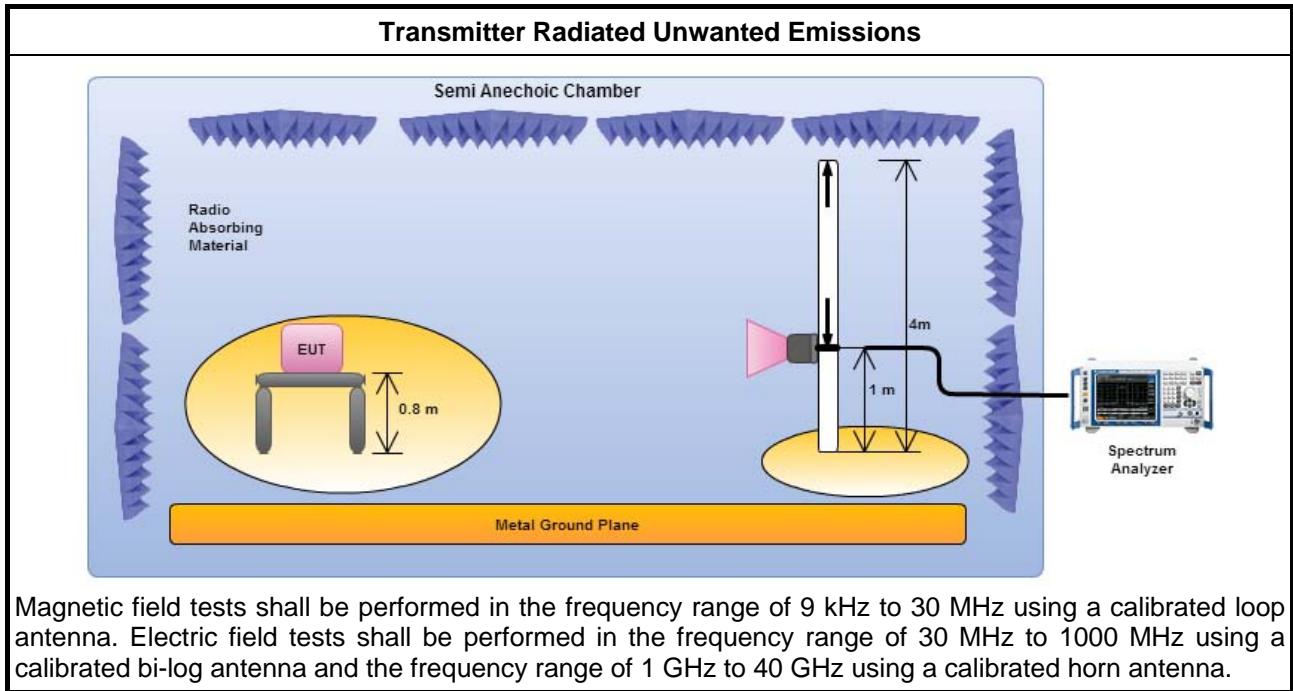 Transmitter Radiated Unwanted Emissions
Semi Anechoic Chamber
Radio
Absorbing
Material
EUT
0.8 m
4m
1 m
Spectrum
Analyzer
Metal Ground Plane
Magnetic field tests shall be performed in the frequency range of 9 kHz to 30 MHz using a calibrated loop
antenna. Electric field tests shall be performed in the frequency range of 30 MHz to 1000 MHz using a
calibrated bi-log antenna and the frequency range of 1 GHz to 40 GHz using a calibrated horn antenna.